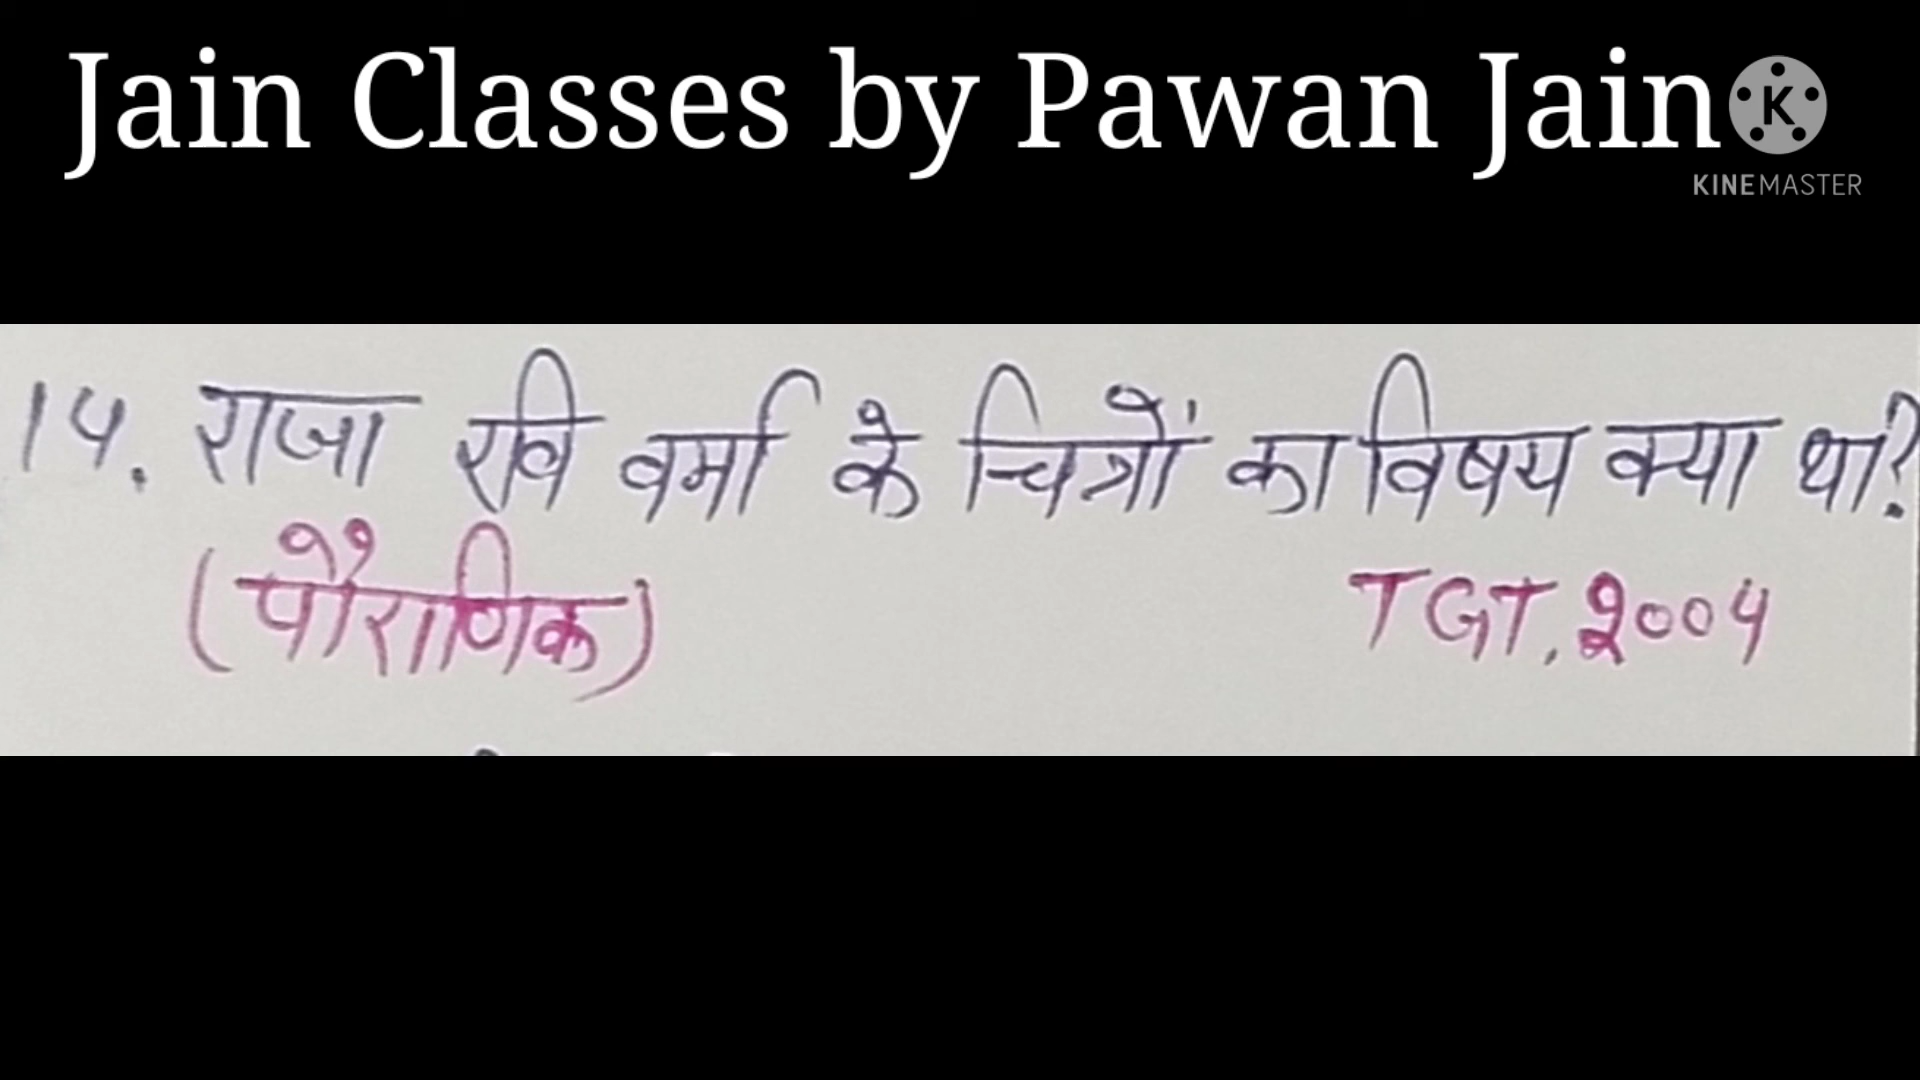 Jain Classes by Pawan Jain
KINEMASTER
14. राजा रवि वर्मा के चित्रों का विषय क्या था?
(पौराणिक)
TGT, 2004